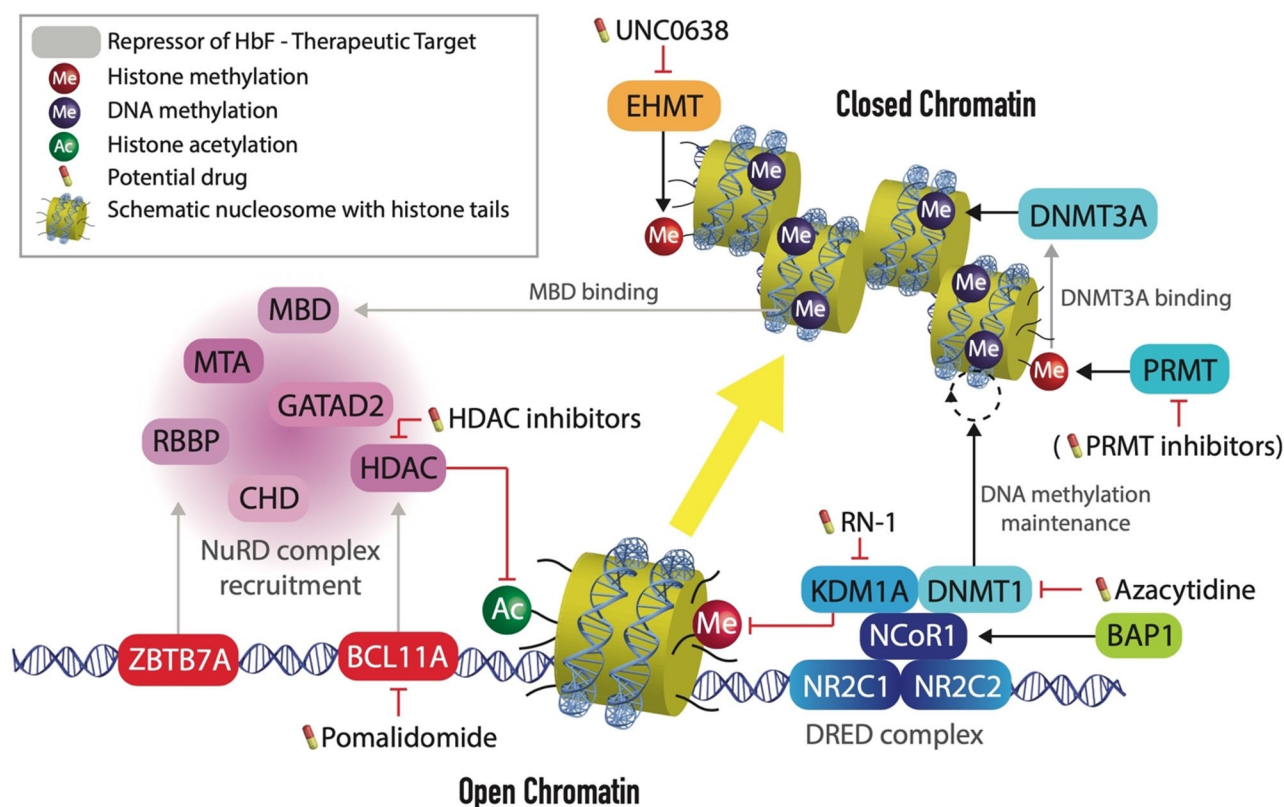 Repressor of HbF - Therapeutic Target
Me Histone methylation
Me DNA methylation
Ac Histone acetylation
Potential drug
Schematic nucleosome with histone tails
UNC0638
EHMT
Closed Chromatin
Me
Me
Me
Me
Me
DNMT3A
MBD binding
DNMT3A binding
Me
Me
Me
PRMT
(PRMT inhibitors)
MBD
MTA
GATAD2
HDAC inhibitors
RBBP
HDAC
CHD
NuRD complex
recruitment
DNA methylation
maintenance
RN-1
KDM1A
DNMT1
Azacytidine
Ac
Me
NCoR1
BAP1
ZBTB7A
BCL11A
NR2C1
NR2C2
Pomalidomide
DRED complex
Open Chromatin